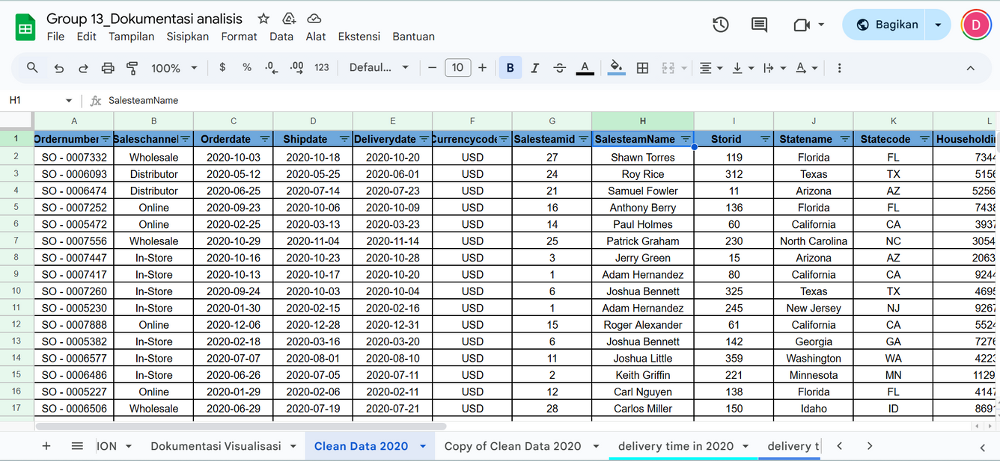 Group 13_Dokumentasi analisis
File Edit Tampilan Sisipkan Format Data Alat Ekstensi Bantuan
Bagikan
D
100% $ % .0 .00 123 Defaul... 10 B I S A A
H1 fx SalesteamName
A B C D E F G H I J K L
1 Ordernumber Saleschannel Orderdate Shipdate Deliverydate Currencycode Salesteamid SalesteamName Storid Statename Statecode Householdi
2 SO - 0007332 Wholesale 2020-10-03 2020-10-18 2020-10-20 USD 27 Shawn Torres 119 Florida FL 734
3 SO - 0006093 Distributor 2020-05-12 2020-05-25 2020-06-01 USD 24 Roy Rice 312 Texas TX 515
4 SO - 0006474 Distributor 2020-06-25 2020-07-14 2020-07-23 USD 21 Samuel Fowler 11 Arizona AZ 5256
5 SO - 0007252 Online 2020-09-23 2020-10-06 2020-10-09 USD 16 Anthony Berry 136 Florida FL 743
6 SO - 0005472 Online 2020-02-25 2020-03-13 2020-03-23 USD 14 Paul Holmes 60 California CA 393
7 SO - 0007556 Wholesale 2020-10-29 2020-11-04 2020-11-14 USD 25 Patrick Graham 230 North Carolina NC 3054
8 SO - 0007447 In-Store 2020-10-16 2020-10-23 2020-10-28 USD 3 Jerry Green 15 Arizona AZ 2063
9 SO - 0007417 In-Store 2020-10-13 2020-10-17 2020-10-20 USD 1 Adam Hernandez 80 California CA 924
10 SO - 0007260 In-Store 2020-09-24 2020-10-03 2020-10-04 USD 6 Joshua Bennett 325 Texas TX 469
11 SO - 0005230 In-Store 2020-01-30 2020-02-15 2020-02-16 USD 1 Adam Hernandez 245 New Jersey NJ 926
12 SO - 0007888 Online 2020-12-06 2020-12-28 2020-12-31 USD 15 Roger Alexander 61 California CA 552
13 SO - 0005382 In-Store 2020-02-18 2020-03-16 2020-03-20 USD 6 Joshua Bennett 142 Georgia GA 727
14 SO - 0006577 In-Store 2020-07-07 2020-08-01 2020-08-10 USD 11 Joshua Little 359 Washington WA 422
15 SO - 0006486 In-Store 2020-06-26 2020-07-05 2020-07-11 USD 2 Keith Griffin 221 Minnesota MN 1129
16 SO - 0005227 Online 2020-01-29 2020-02-06 2020-02-11 USD 12 Carl Nguyen 138 Florida FL 414
17 SO - 0006506 Wholesale 2020-06-29 2020-07-19 2020-07-21 USD 28 Carlos Miller 150 Idaho ID 869
ION Dokumentasi Visualisasi Clean Data 2020 Copy of Clean Data 2020 delivery time in 2020 delivery t